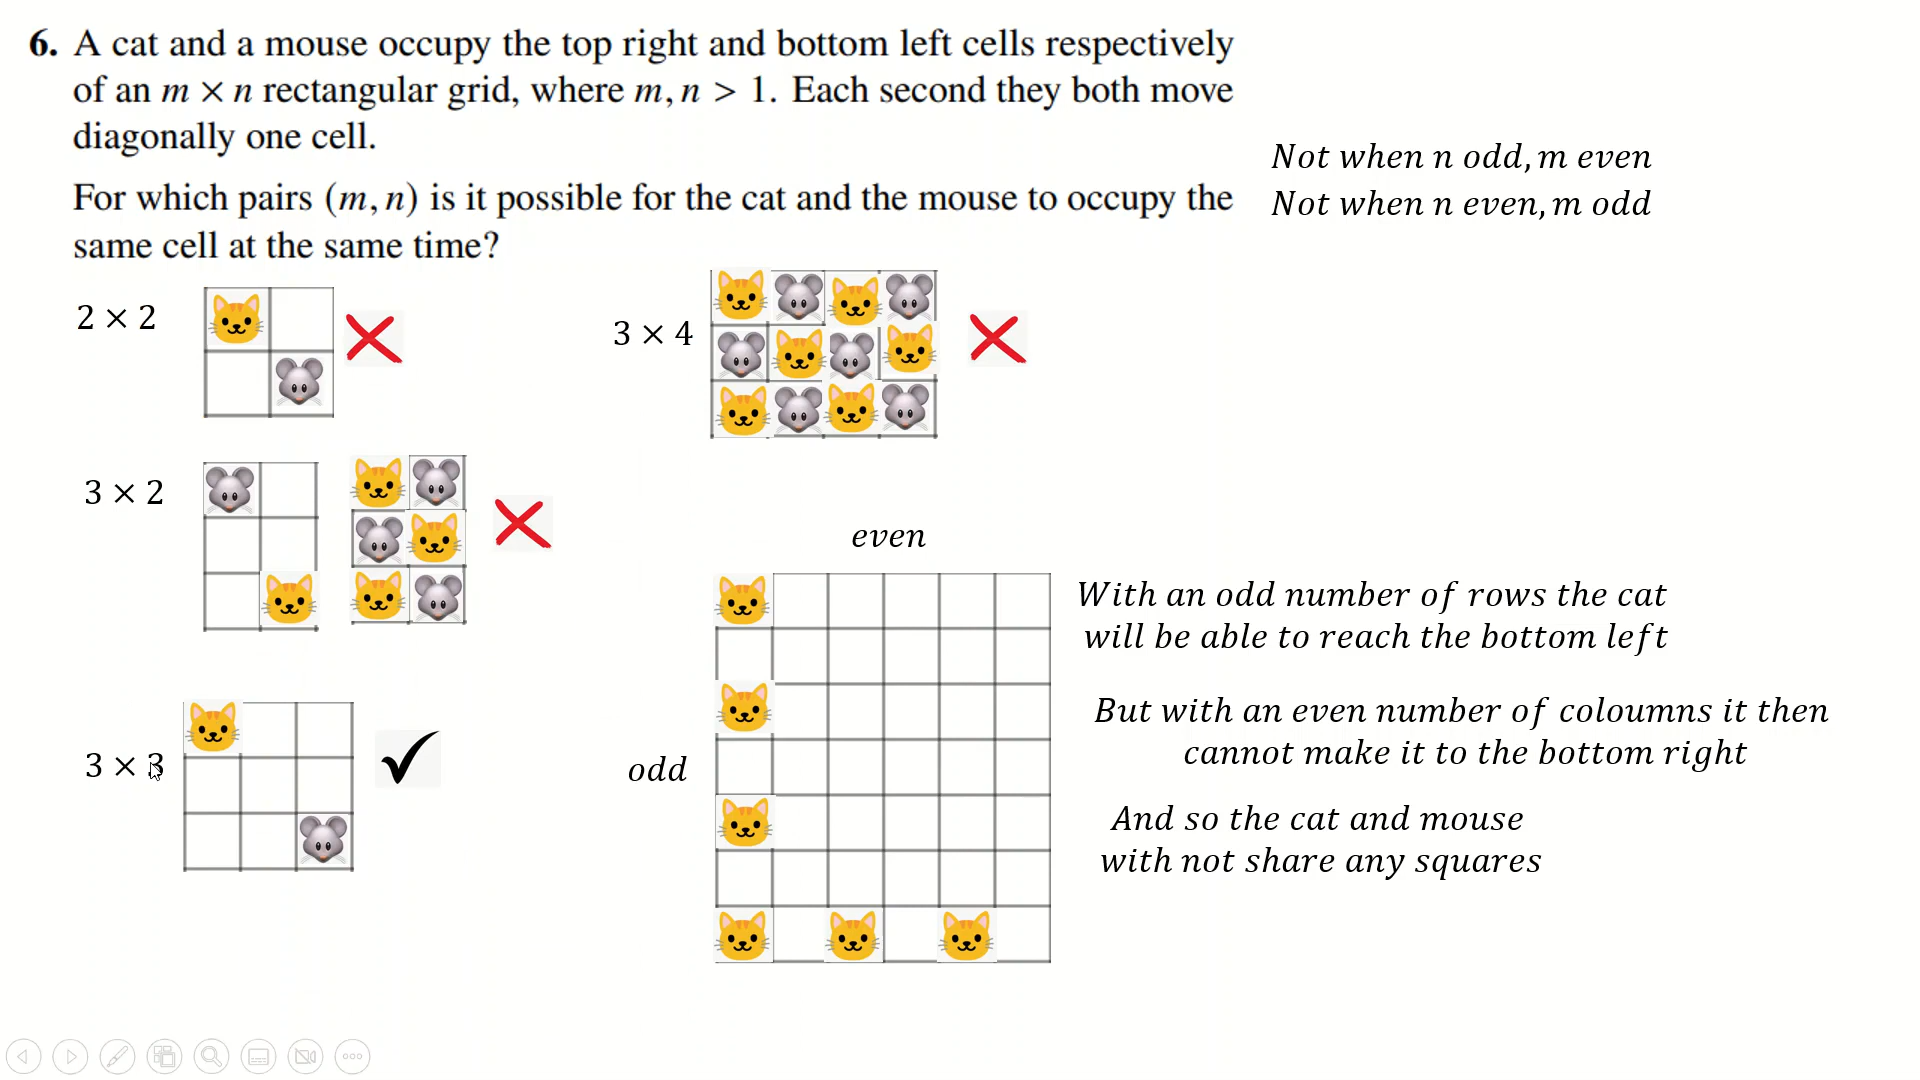 6. A cat and a mouse occupy the top right and bottom left cells respectively
of an m × n rectangular grid, where m, n > 1. Each second they both move
diagonally one cell.
For which pairs (m, n) is it possible for the cat and the mouse to occupy the
same cell at the same time?
Not when n odd, m even
Not when n even, m odd
2 × 2
3 × 4
3 × 2
even
3 × 3
odd
With an odd number of rows the cat
will be able to reach the bottom left
But with an even number of coloumns it then
cannot make it to the bottom right
And so the cat and mouse
with not share any squares